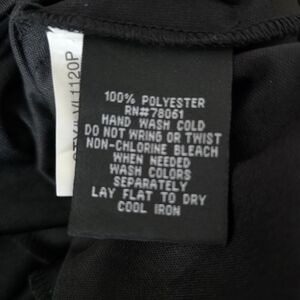 100% POLYESTER
RN#78061
HAND WASH COLD
DO NOT WRING OR TWIST
NON-CHLORINE BLEACH
WHEN NEEDED
WASH COLORS
SEPARATELY
LAY FLAT TO DRY
COOL IRON
VL1120P